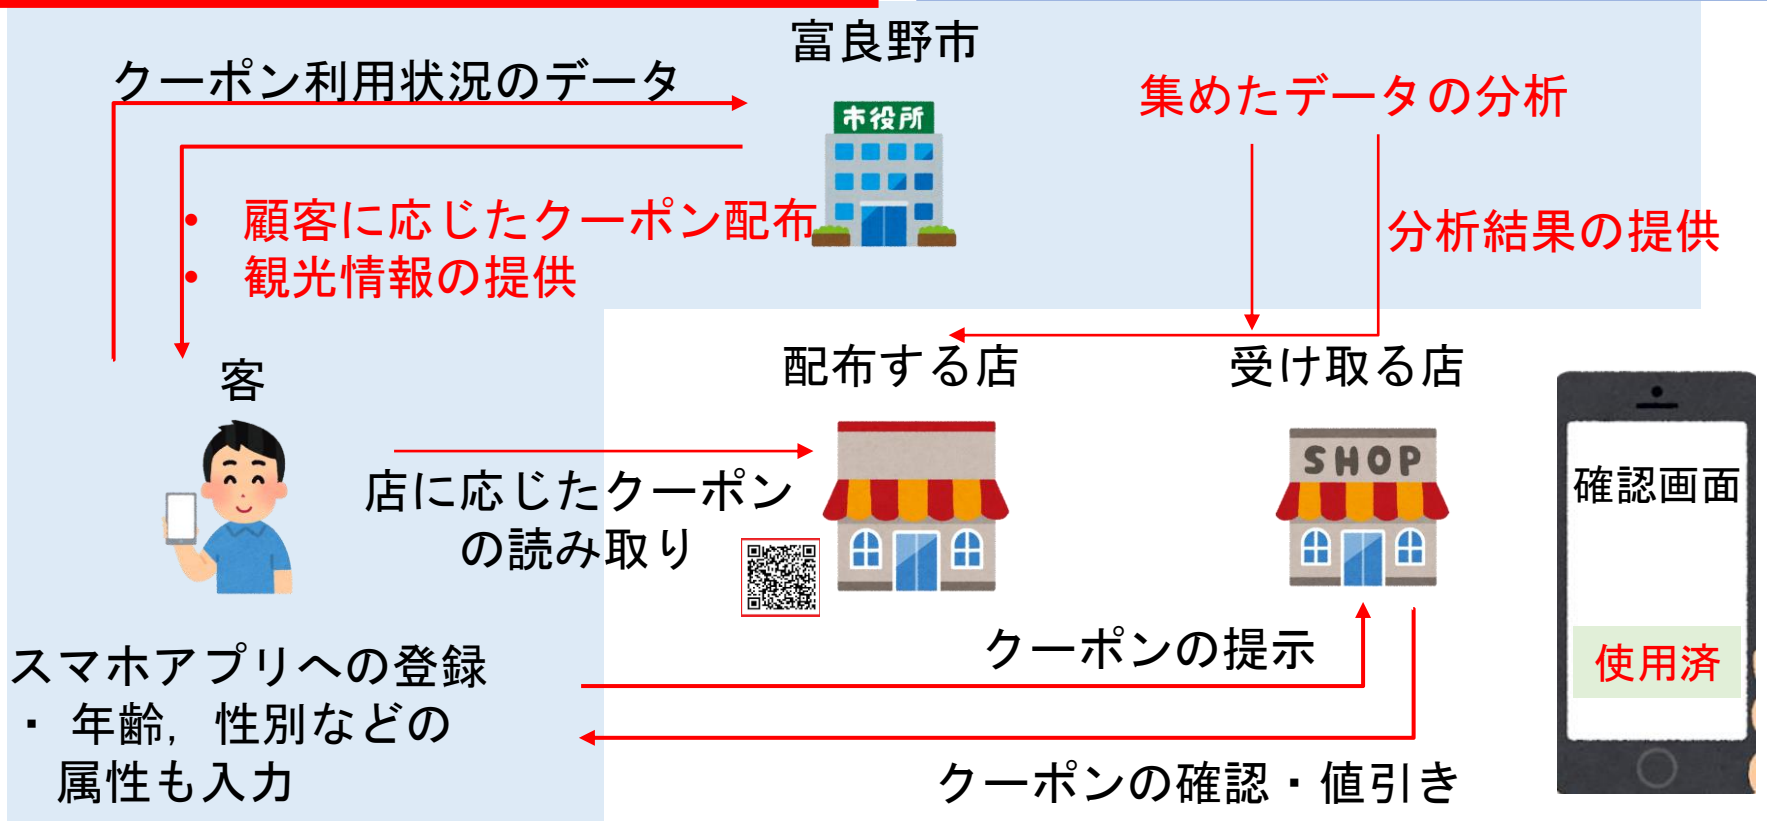 富良野市
クーポン利用状況のデータ
集めたデータの分析
市役所
• 顧客に応じたクーポン配布
• 観光情報の提供
分析結果の提供
客
配布する店
受け取る店
SHOP
店に応じたクーポン
の読み取り
確認画面
使用済
クーポンの提示
スマホアプリへの登録
・ 年齢，性別などの
属性も入力
クーポンの確認・値引き